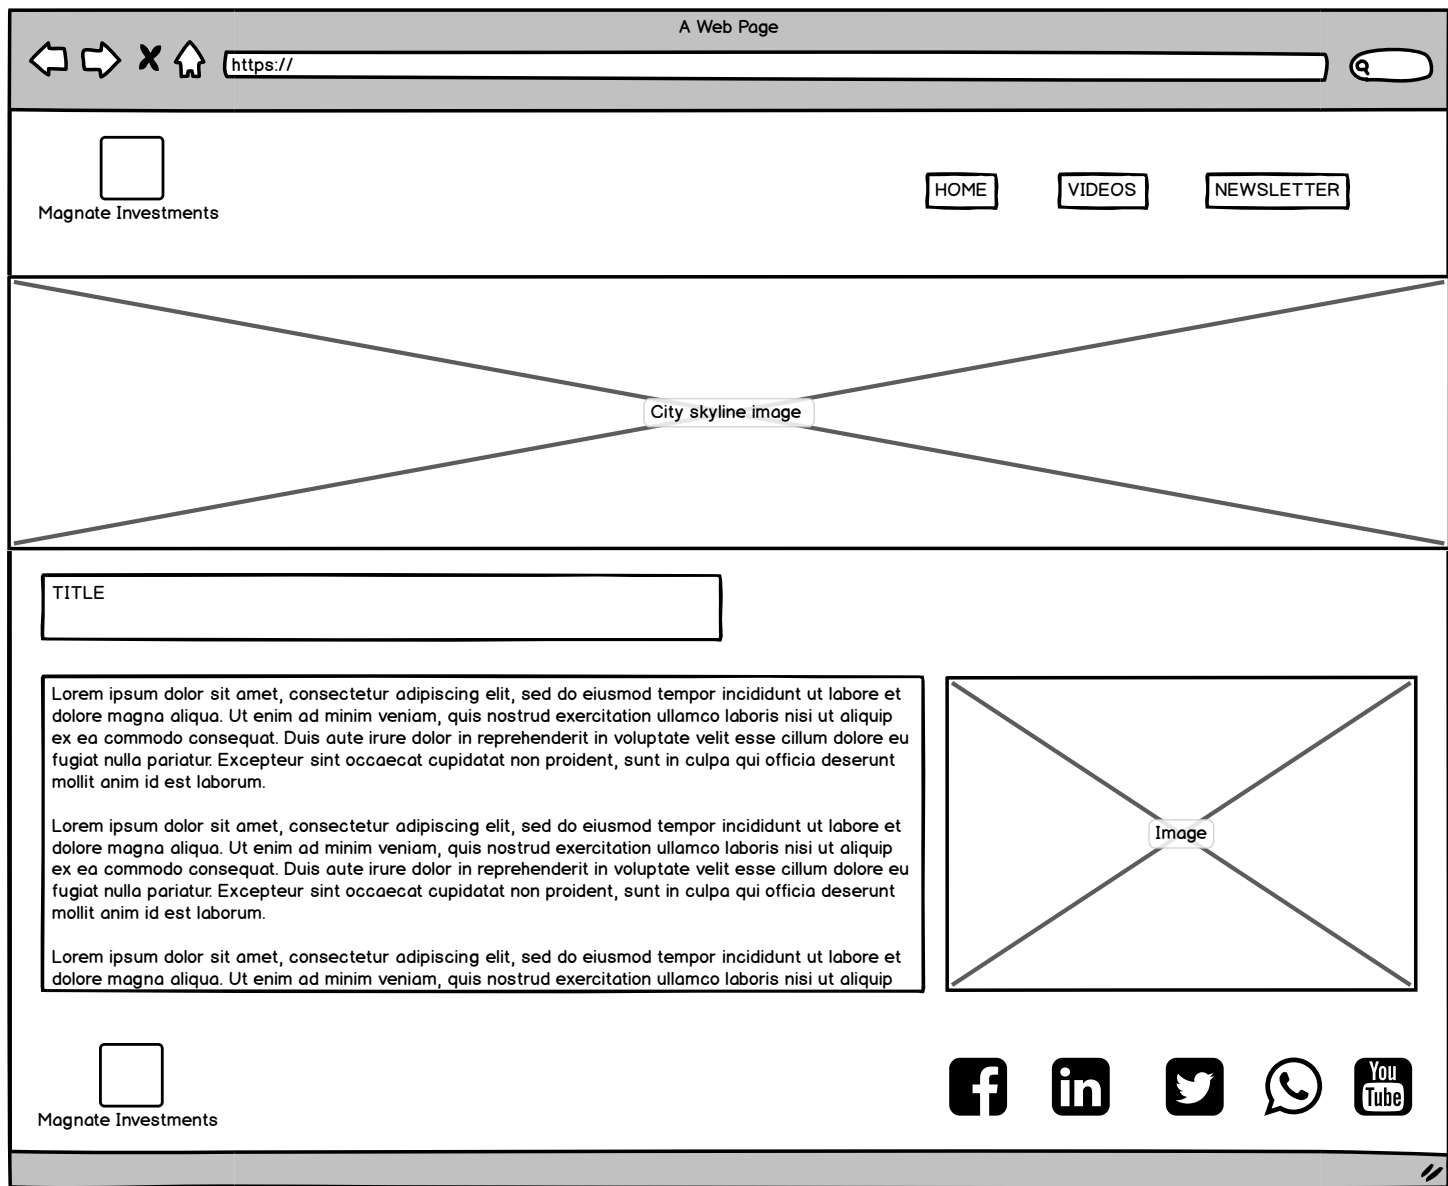 A Web Page
https://
Magnate Investments
HOME
VIDEOS
NEWSLETTER
City skyline image
TITLE
Lorem ipsum dolor sit amet, consectetur adipiscing elit, sed do eiusmod tempor incididunt ut labore et
dolore magna aliqua. Ut enim ad minim veniam, quis nostrud exercitation ullamco laboris nisi ut aliquip
ex ea commodo consequat. Duis aute irure dolor in reprehenderit in voluptate velit esse cillum dolore eu
fugiat nulla pariatur. Excepteur sint occaecat cupidatat non proident, sunt in culpa qui officia deserunt
mollit anim id est laborum.
Lorem ipsum dolor sit amet, consectetur adipiscing elit, sed do eiusmod tempor incididunt ut labore et
dolore magna aliqua. Ut enim ad minim veniam, quis nostrud exercitation ullamco laboris nisi ut aliquip
ex ea commodo consequat. Duis aute irure dolor in reprehenderit in voluptate velit esse cillum dolore eu
fugiat nulla pariatur. Excepteur sint occaecat cupidatat non proident, sunt in culpa qui officia deserunt
mollit anim id est laborum.
Lorem ipsum dolor sit amet, consectetur adipiscing elit, sed do eiusmod tempor incididunt ut labore et
dolore magna aliqua. Ut enim ad minim veniam, quis nostrud exercitation ullamco laboris nisi ut aliquip
Image
Magnate Investments
f
in
You
Tube